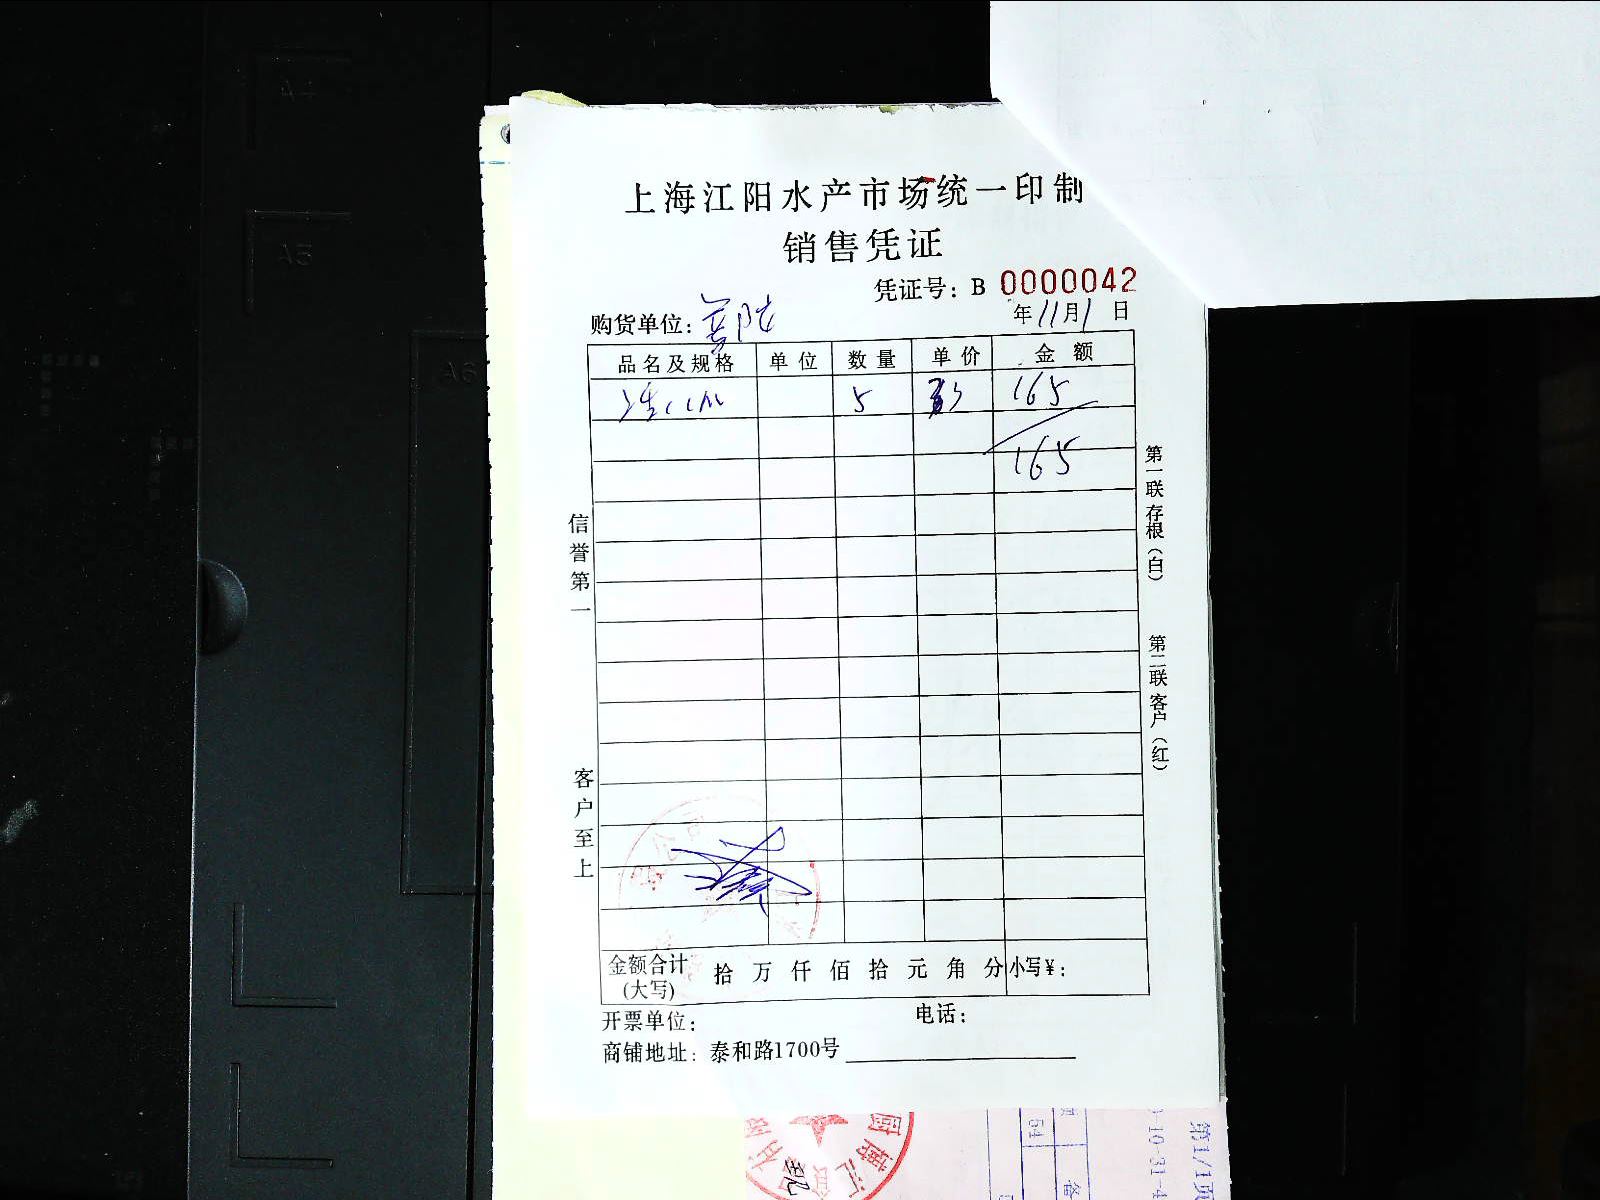 上海江阳水产市场统一印制
销售凭证
凭证号: B 0000042
购货单位:
年11月1日
品名及规格 单位 数量 单价 金额
5 165
165
信誉第一
客户至上
第一联存根(白)
第二联客户(红)
金额合计(大写) 拾万仟佰拾元角分 小写¥:
开票单位: 电话:
商铺地址: 泰和路1700号
第1/1页